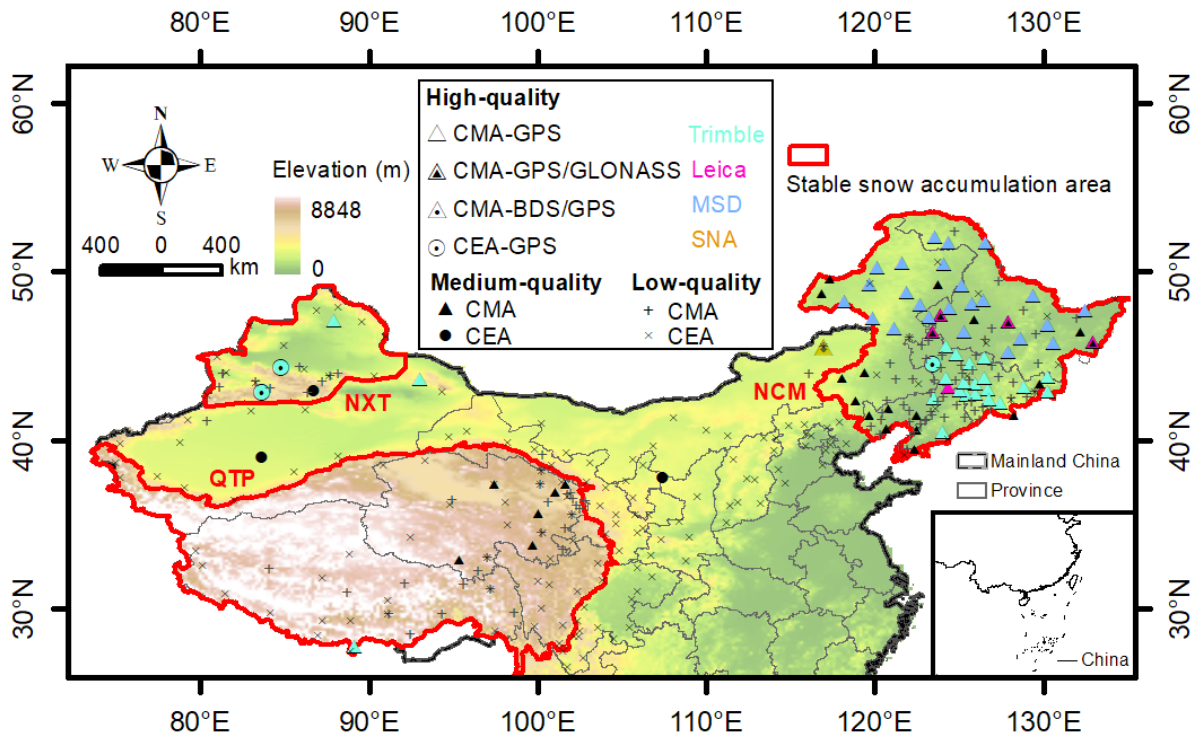 80°E 90°E 100°E 110°E 120°E 130°E
60°N 60°N
50°N 50°N
40°N 40°N
30°N 30°N
N
W E
S
400 0 400
km
Elevation (m)
8848
0
High-quality
CMA-GPS Trimble
CMA-GPS/GLONASS Leica
CMA-BDS/GPS MSD
CEA-GPS SNA
Medium-quality Low-quality
CMA CMA
CEA CEA
Stable snow accumulation area
NXT
NCM
QTP
Mainland China
Province
China
80°E 90°E 100°E 110°E 120°E 130°E